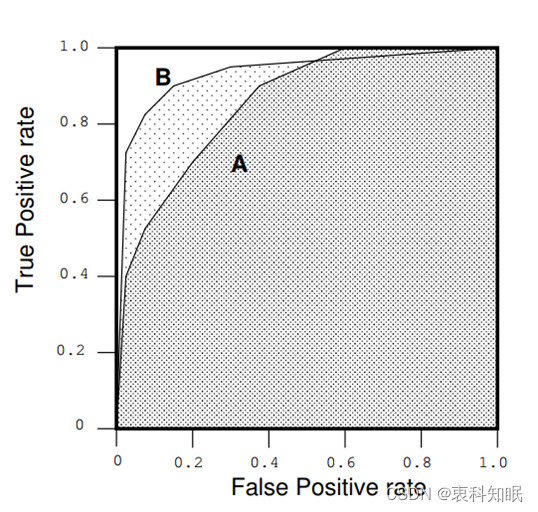 1.0
B
0.8
True Positive rate
A
0.6
0.4
0.2
0
0 0.2 0.4 0.6 0.8 1.0
False Positive rate
CSDN @衷科知眠